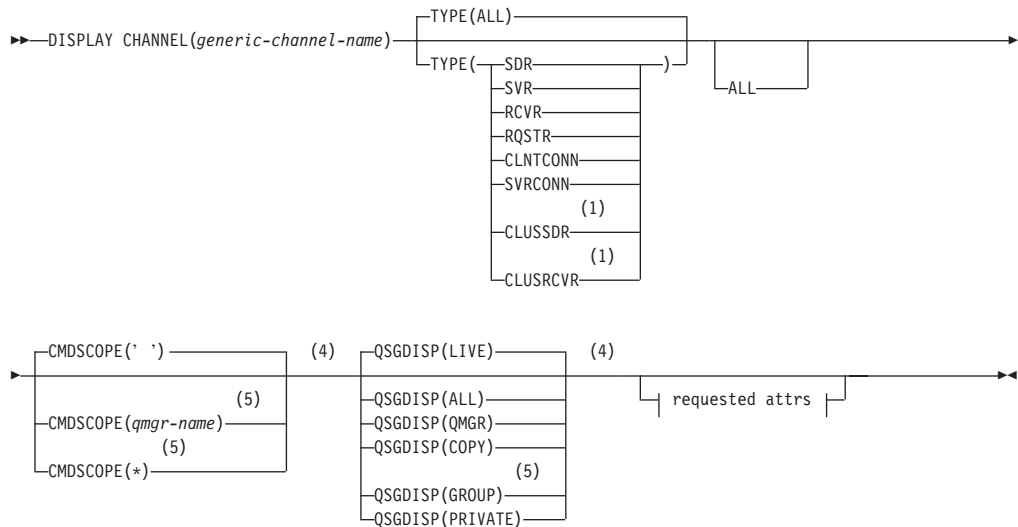 TYPE(ALL)
DISPLAY CHANNEL(generic-channel-name)
TYPE( SDR )
SVR
RCVR
RQSTR
CLNTCONN
SVRCONN
(1)
CLUSSDR
(1)
CLUSRCVR
ALL
CMDSCOPE(' ')
(5)
CMDSCOPE(qmgr-name)
(5)
CMDSCOPE(*)
(4)
QSGDISP(LIVE)
QSGDISP(ALL)
QSGDISP(QMGR)
QSGDISP(COPY)
(5)
QSGDISP(GROUP)
QSGDISP(PRIVATE)
(4)
requested attrs